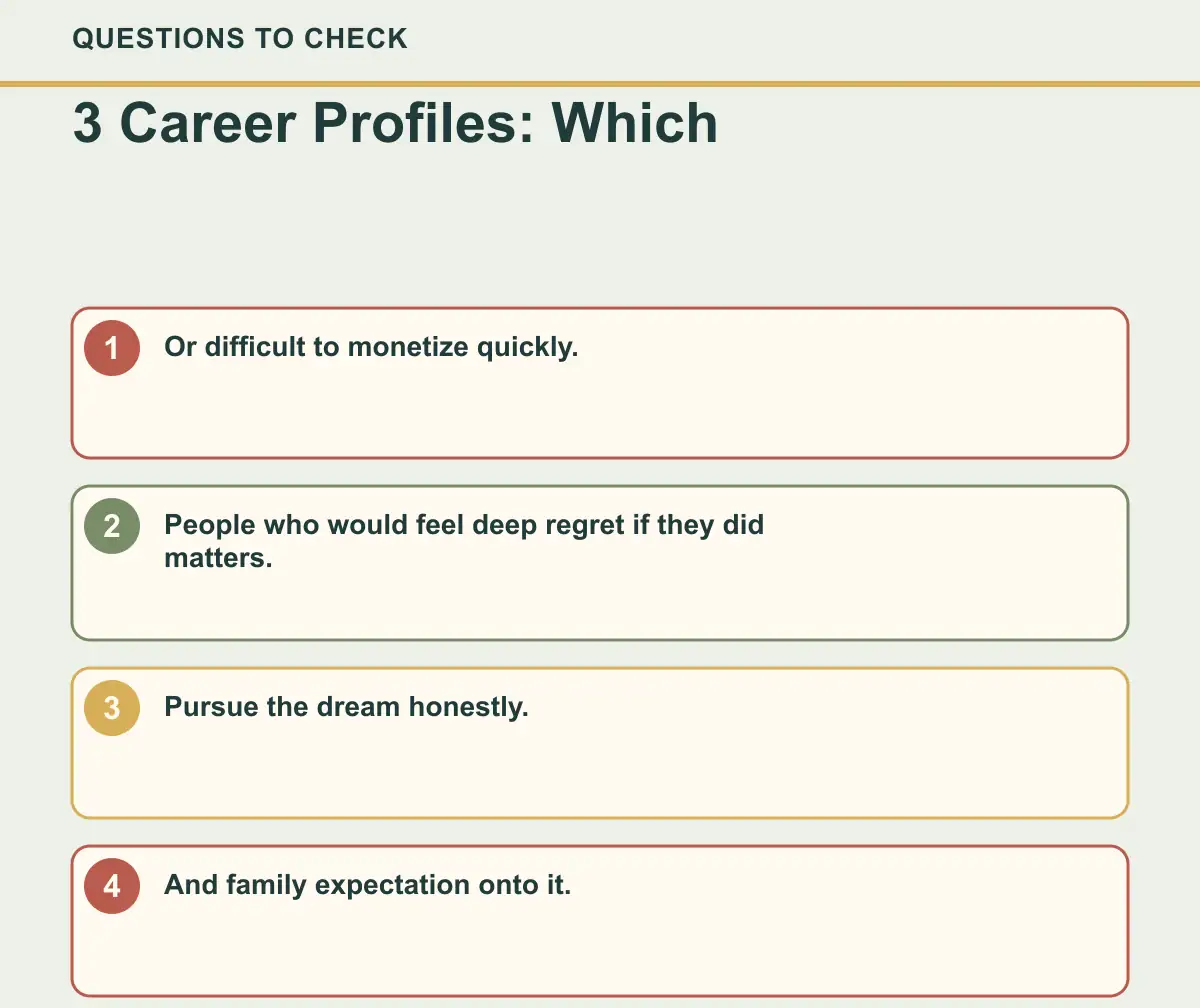 QUESTIONS TO CHECK
3 Career Profiles: Which
1
Or difficult to monetize quickly.
2
People who would feel deep regret if they did
matters.
3
Pursue the dream honestly.
4
And family expectation onto it.